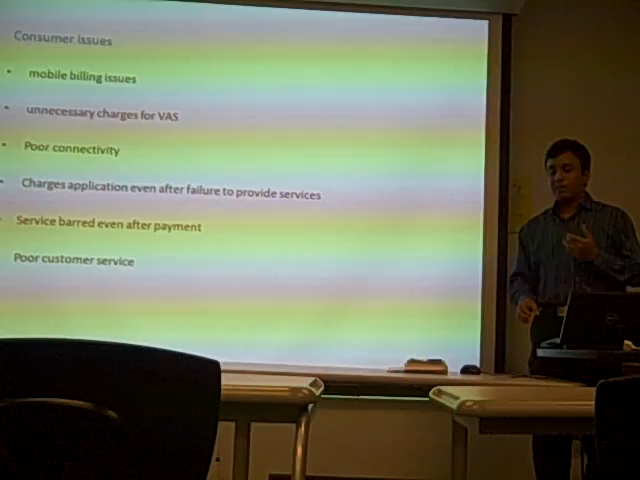 Consumer issues
• mobile billing issues
• unnecessary charges for VAS
• Poor connectivity
• Charges application even after failure to provide services
• Service barred even after payment
Poor customer service